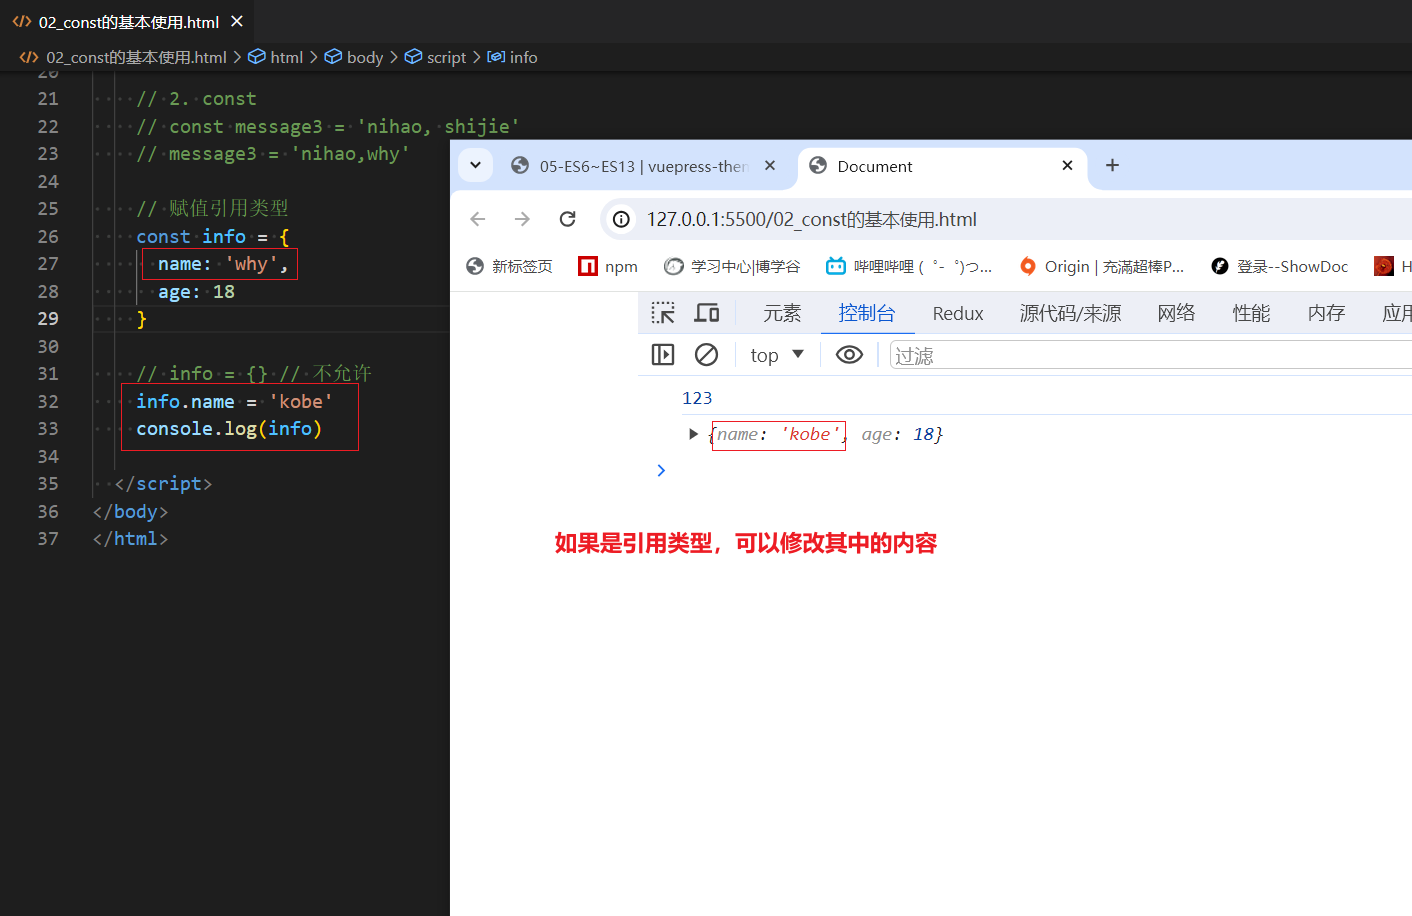 02_const的基本使用.html
02_const的基本使用.html > html > body > script > info
20
21 // 2. const
22 // const message3 = 'nihao, shijie'
23 // message3 = 'nihao,why'
24
25 // 赋值引用类型
26 const info = {
27 name: 'why',
28 age: 18
29 }
30
31 // info = {} // 不允许
32 info.name = 'kobe'
33 console.log(info)
34
35 </script>
36 </body>
37 </html>
05-ES6~ES13 | vuepress-then
Document
127.0.0.1:5500/02_const的基本使用.html
新标签页 npm 学习中心|博学谷 哔哩哔哩 (゜-゜)つ... Origin | 充滿超棒P... 登录--ShowDoc H
元素 控制台 Redux 源代码/来源 网络 性能 内存 应用
top 过滤
123
{name: 'kobe', age: 18}
如果是引用类型，可以修改其中的内容